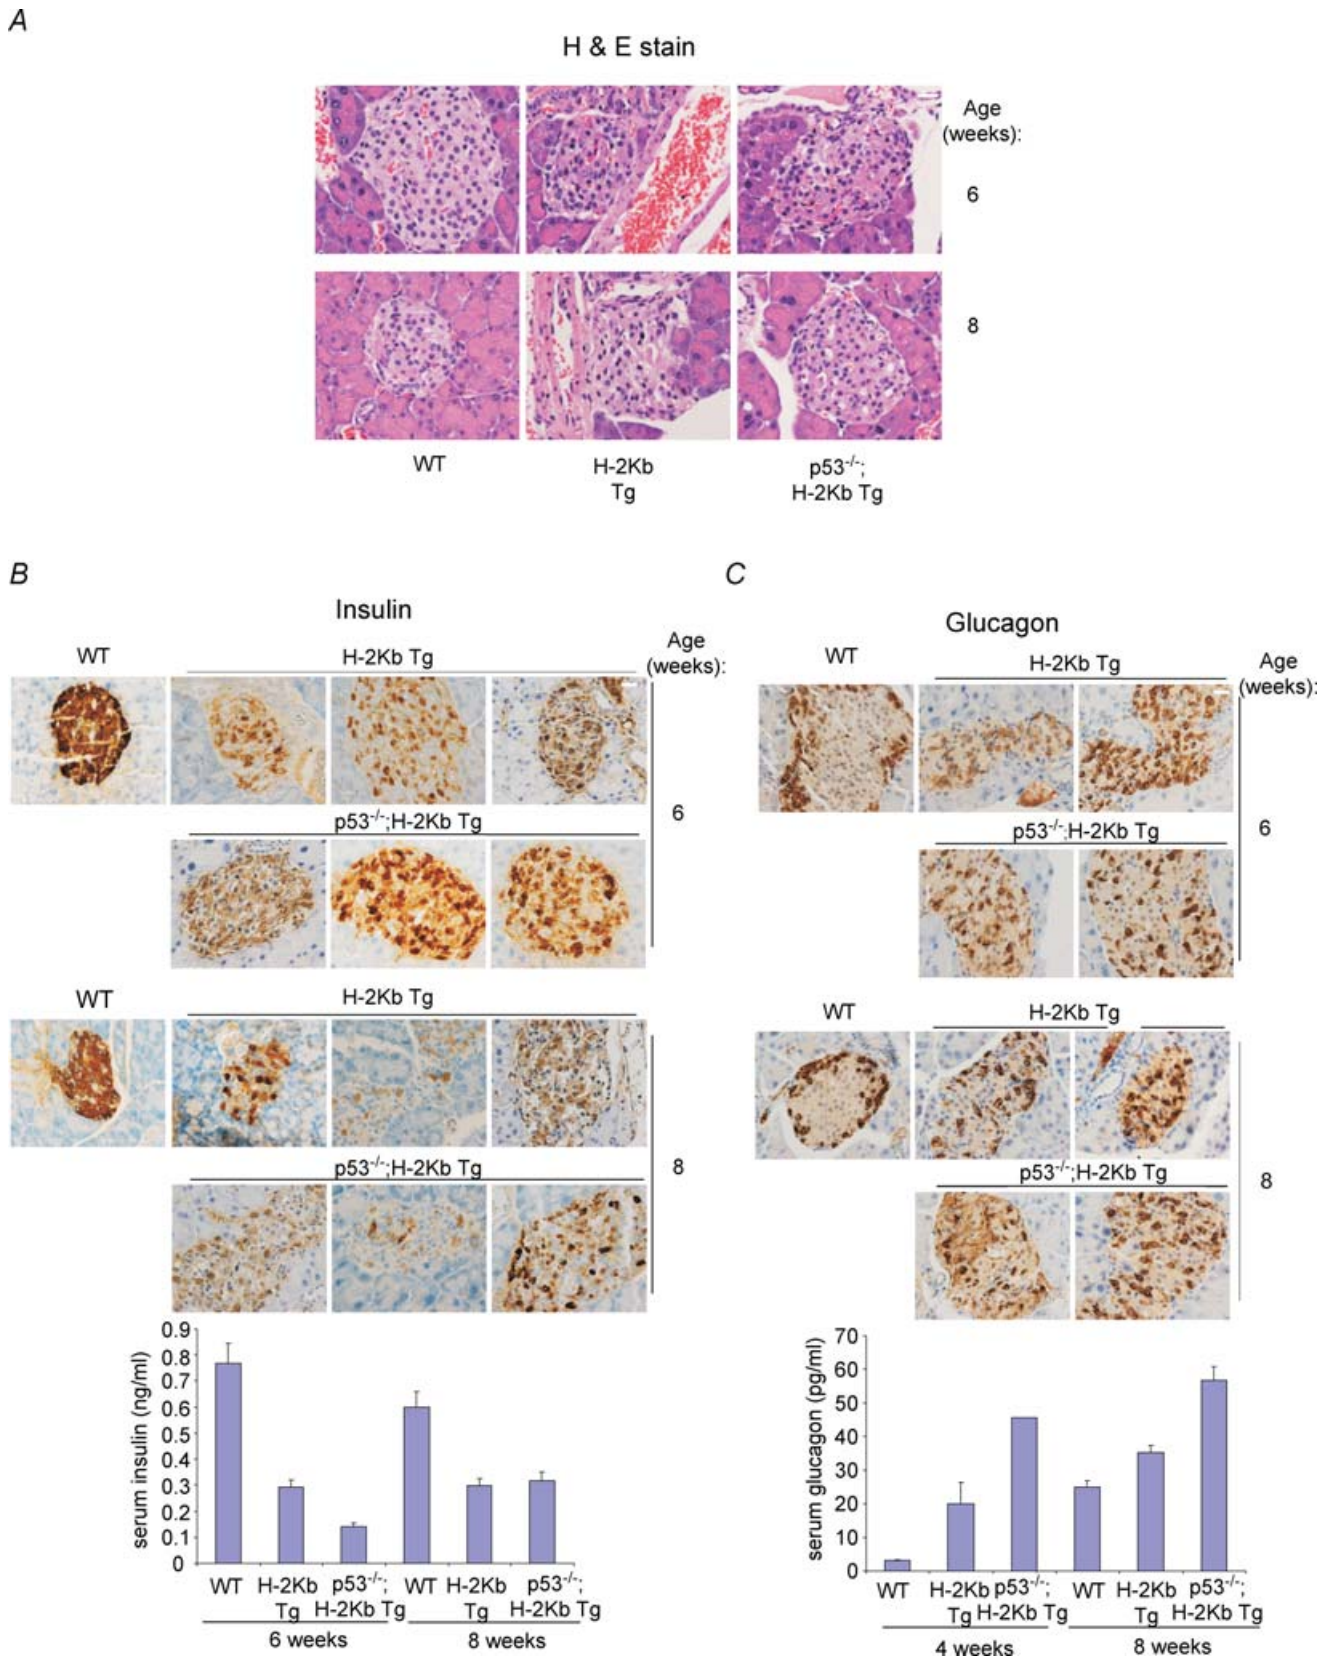 A
H & E stain
Age
(weeks):
6
8
WT
H-2Kb
Tg
p53-/-;
H-2Kb Tg
B
Insulin
Age
(weeks):
WT
H-2Kb Tg
6
p53-/-;H-2Kb Tg
WT
H-2Kb Tg
8
p53-/-;H-2Kb Tg
serum insulin (ng/ml)
0.9
0.8
0.7
0.6
0.5
0.4
0.3
0.2
0.1
0
WT
H-2Kb
Tg
p53-/-;
H-2Kb Tg
WT
H-2Kb
Tg
p53-/-;
H-2Kb Tg
6 weeks
8 weeks
C
Glucagon
Age
(weeks):
WT
H-2Kb Tg
6
p53-/-;H-2Kb Tg
WT
H-2Kb Tg
8
p53-/-;H-2Kb Tg
serum glucagon (pg/ml)
70
60
50
40
30
20
10
0
WT
H-2Kb
Tg
p53-/-;
H-2Kb Tg
WT
H-2Kb
Tg
p53-/-;
H-2Kb Tg
4 weeks
8 weeks